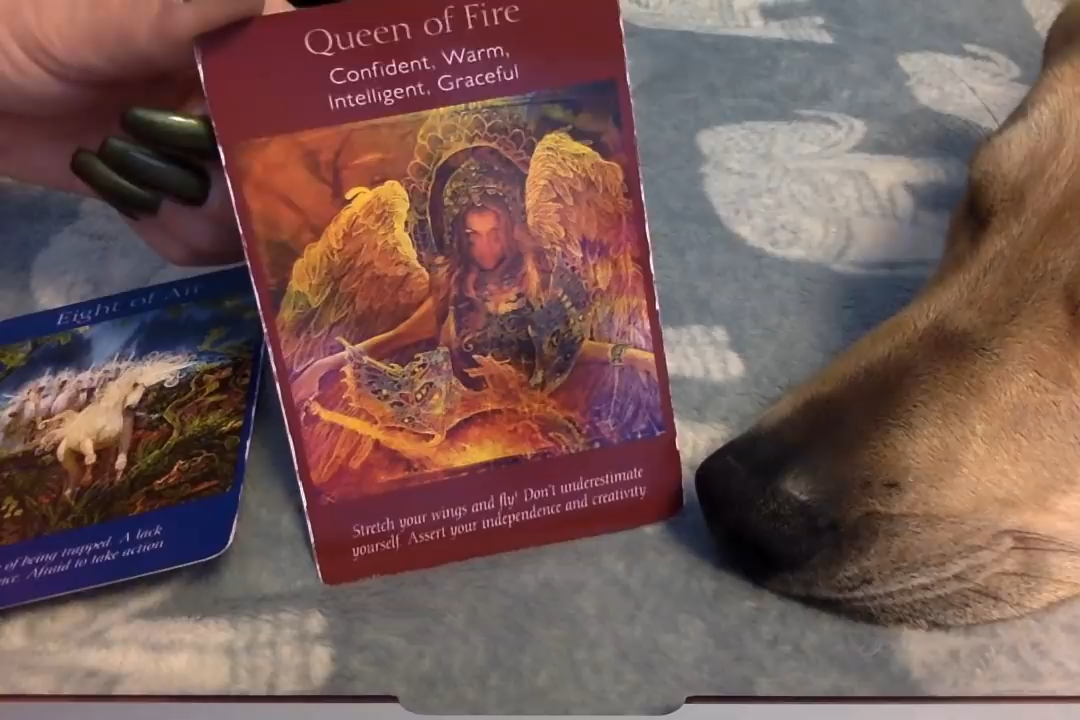 Queen of Fire
Confident, Warm,
Intelligent, Graceful
Stretch your wings and fly! Don't underestimate
yourself. Assert your independence and creativity
Eight of Air
of being trapped. A lack
Afraid to take action